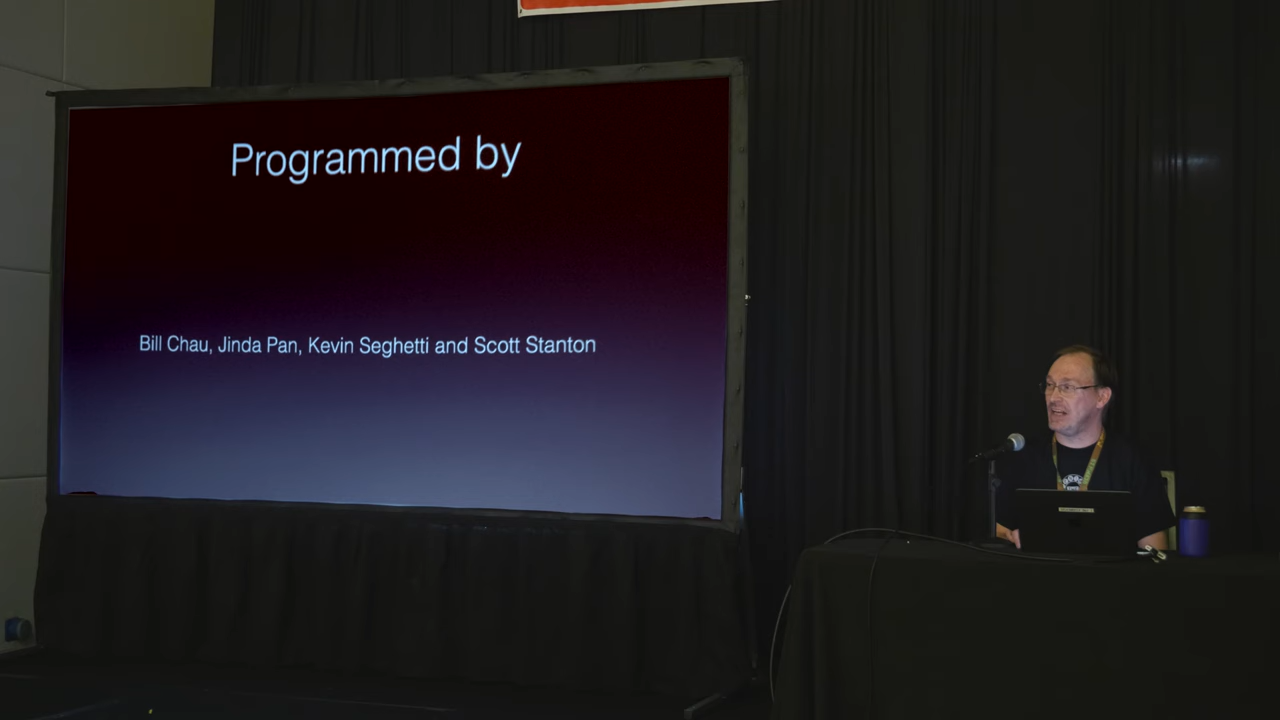 Programmed by
Bill Chau, Jinda Pan, Kevin Seghetti and Scott Stanton